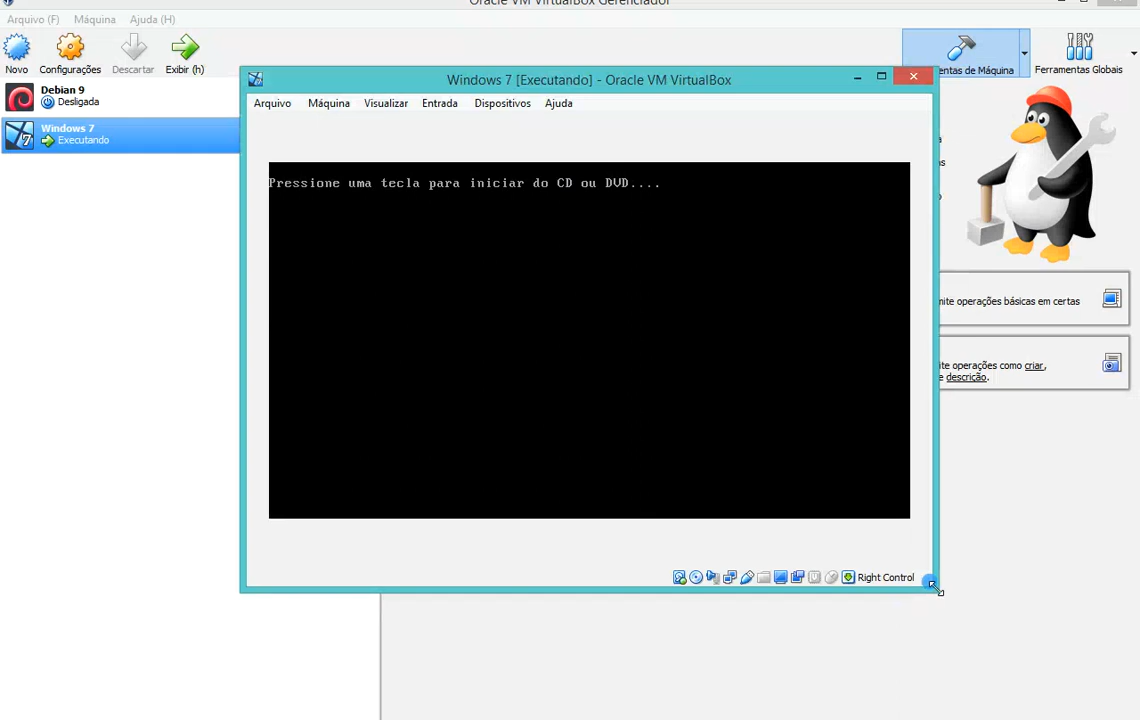 Oracle VM VirtualBox Gerenciador
Arquivo (F) Máquina Ajuda (H)
Novo Configurações Descartar Exibir (h)
entas de Máquina Ferramentas Globais
Debian 9
Desligada
Windows 7
Executando
Windows 7 [Executando] - Oracle VM VirtualBox
Arquivo Máquina Visualizar Entrada Dispositivos Ajuda
Pressione uma tecla para iniciar do CD ou DVD....
mite operações básicas em certas
ite operações como criar,
e descrição.
Right Control